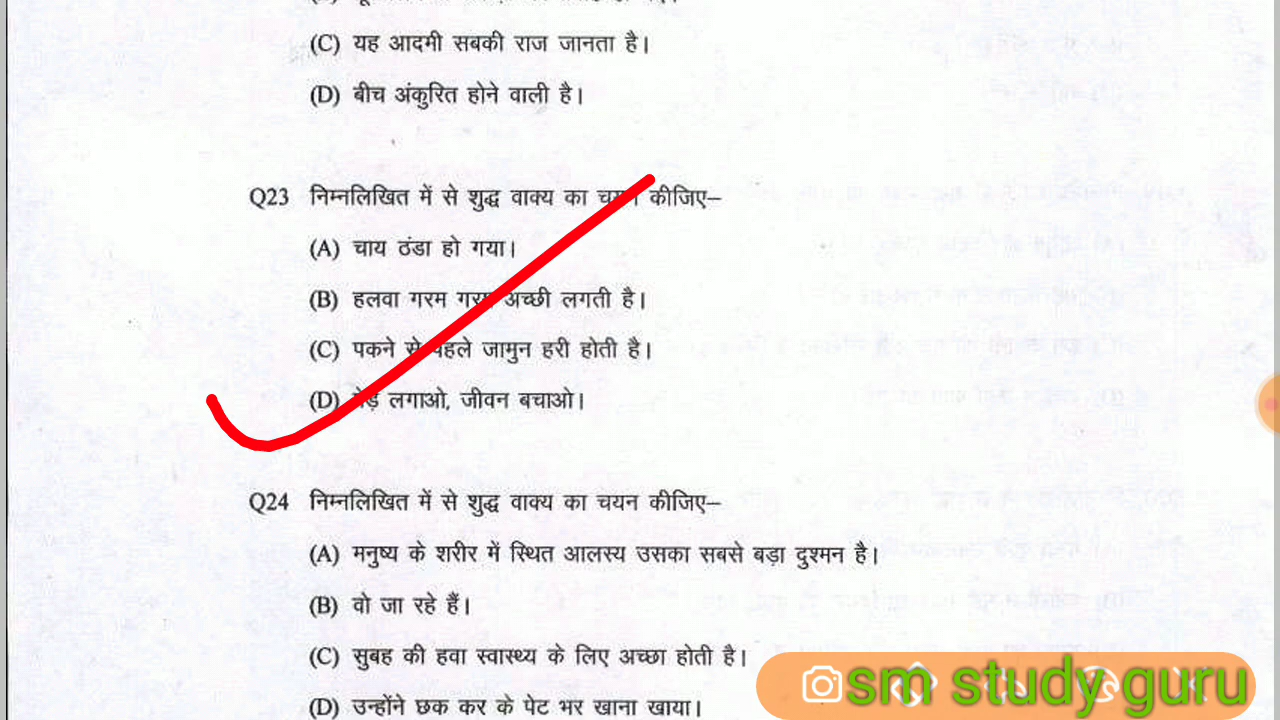 (C) यह आदमी सबकी राज जानता है।
(D) बीच अंकुरित होने वाली है।
Q23 निम्नलिखित में से शुद्ध वाक्य का चयन कीजिए–
(A) चाय ठंडा हो गया।
(B) हलवा गरम गरम अच्छी लगती है।
(C) पकने से पहले जामुन हरी होती है।
(D) पेड़ लगाओ, जीवन बचाओ।
Q24 निम्नलिखित में से शुद्ध वाक्य का चयन कीजिए–
(A) मनुष्य के शरीर में स्थित आलस्य उसका सबसे बड़ा दुश्मन है।
(B) वो जा रहे हैं।
(C) सुबह की हवा स्वास्थ्य के लिए अच्छा होती है।
(D) उन्होंने छक कर के पेट भर खाना खाया।
sm study guru